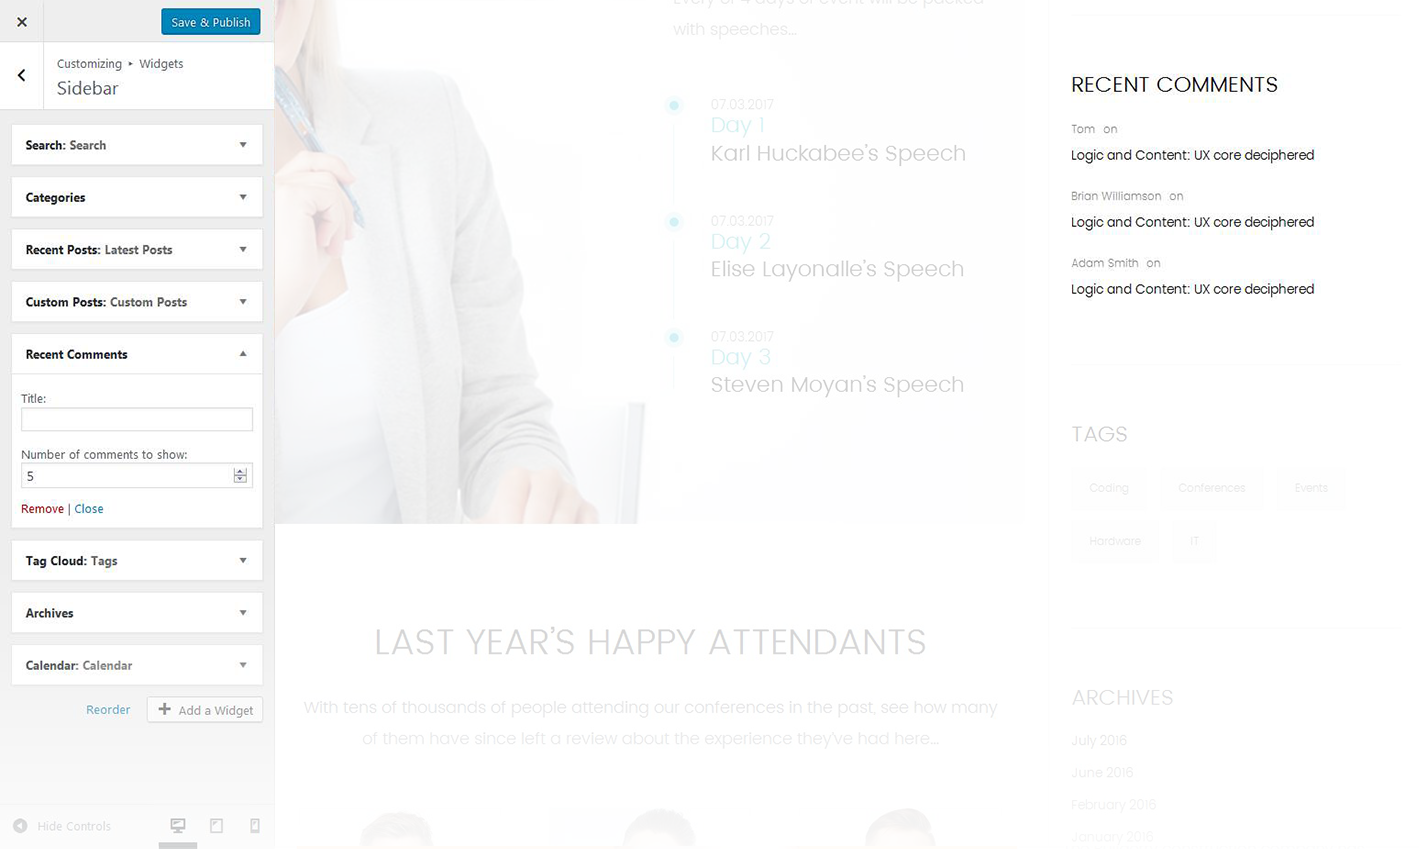 Save & Publish
Customizing ▸ Widgets
Sidebar
Search: Search
Categories
Recent Posts: Latest Posts
Custom Posts: Custom Posts
Recent Comments
Title:
Number of comments to show:
5
Remove | Close
Tag Cloud: Tags
Archives
Calendar: Calendar
Reorder
Add a Widget
Hide Controls
with speeches...
07.03.2017
Day 1
Karl Huckabee's Speech
07.03.2017
Day 2
Elise Layonalle's Speech
07.03.2017
Day 3
Steven Moyan's Speech
LAST YEAR'S HAPPY ATTENDANTS
With tens of thousands of people attending our conferences in the past, see how many
of them have since left a review about the experience they've had here...
RECENT COMMENTS
Tom on
Logic and Content: UX core deciphered
Brian Williamson on
Logic and Content: UX core deciphered
Adam Smith on
Logic and Content: UX core deciphered
TAGS
Coding Conferences Events
Hardware IT
ARCHIVES
July 2016
June 2016
February 2016
January 2016